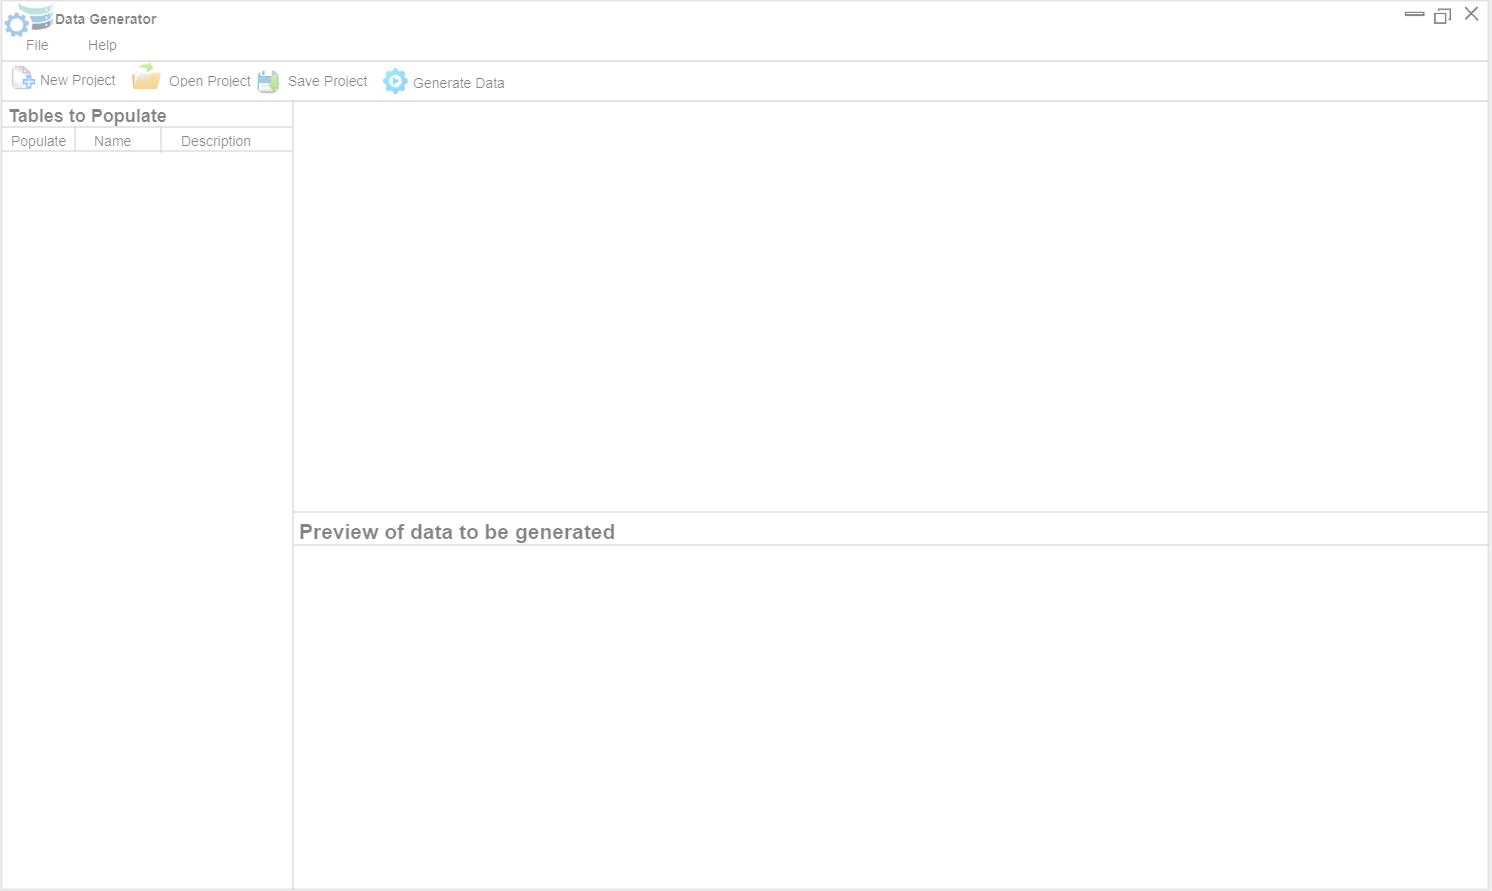 Data Generator
File Help
New Project Open Project Save Project Generate Data
Tables to Populate
Populate Name Description
Preview of data to be generated